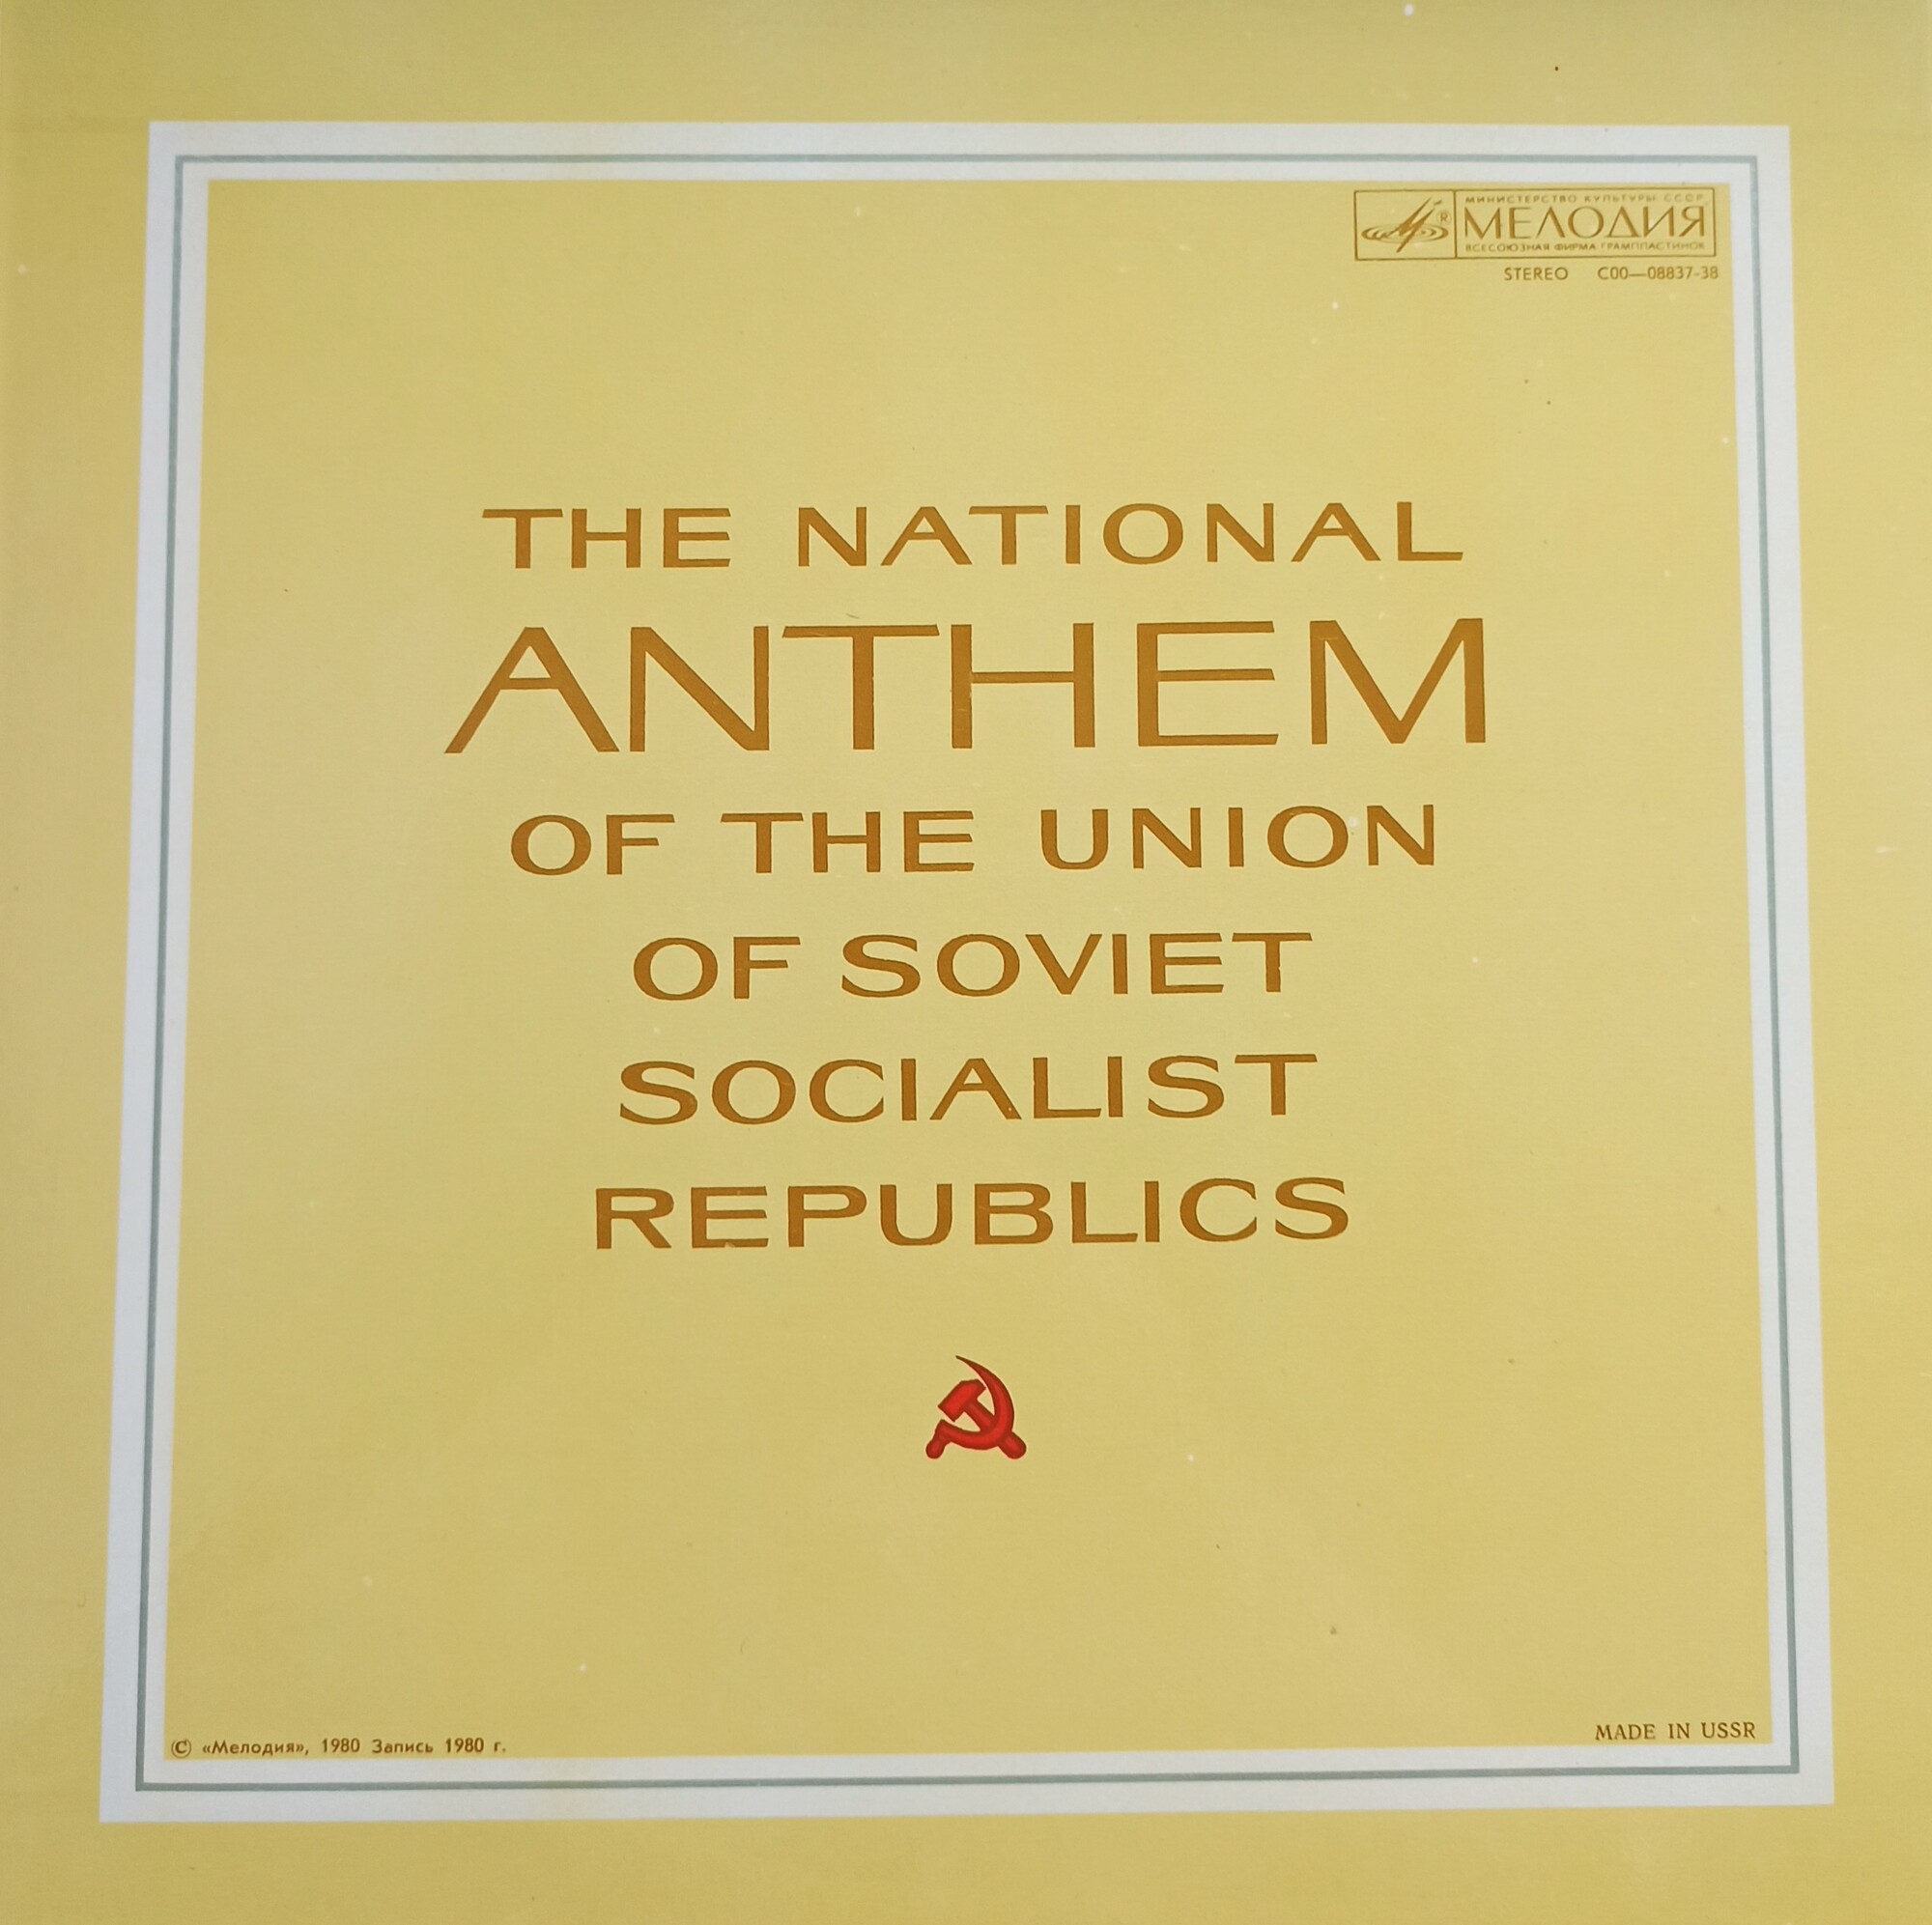 МИНИСТЕРСТВО КУЛЬТУРЫ СССР
МЕЛОДИЯ
ВСЕСОЮЗНАЯ ФИРМА ГРАМПЛАСТИНОК
STEREO C00—08837-38
THE NATIONAL
ANTHEM
OF THE UNION
OF SOVIET
SOCIALIST
REPUBLICS
© «Мелодия», 1980 Запись 1980 г.
MADE IN USSR